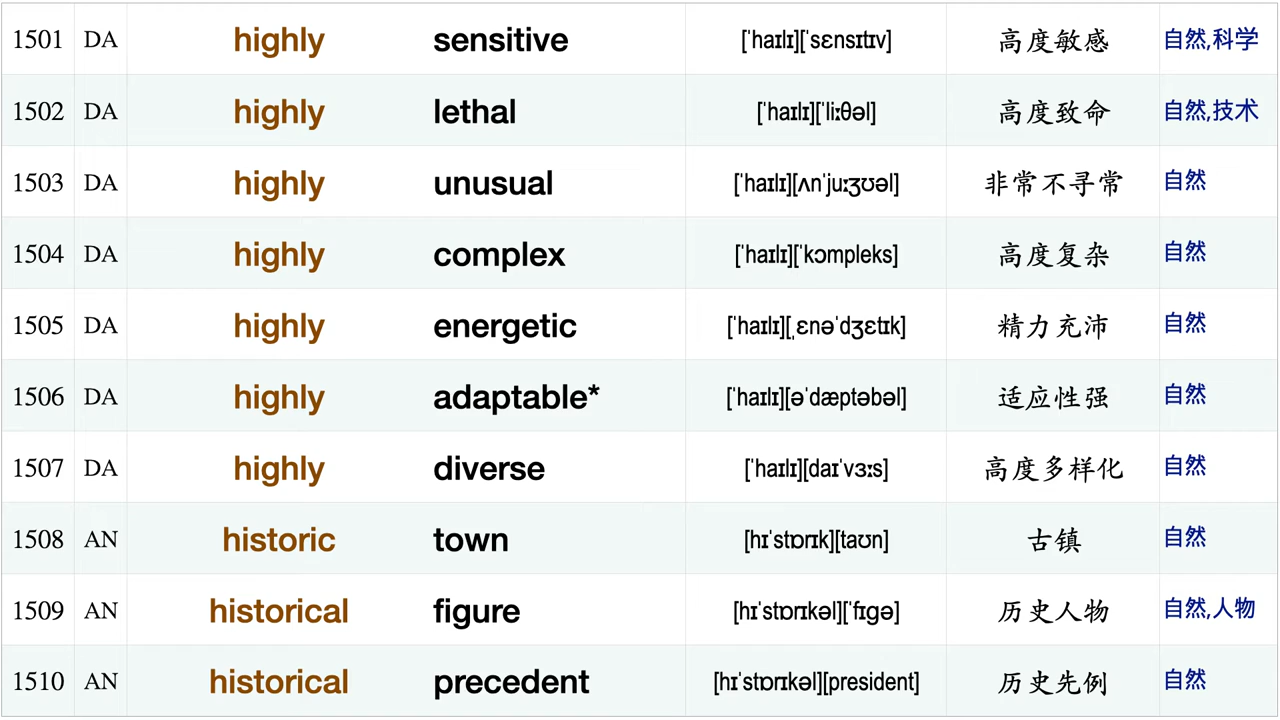 1501 DA highly sensitive [ˈhaɪlɪ][ˈsɛnsɪtɪv] 高度敏感 自然,科学
1502 DA highly lethal [ˈhaɪlɪ][ˈliːθəl] 高度致命 自然,技术
1503 DA highly unusual [ˈhaɪlɪ][ʌnˈjuːʒʊəl] 非常不寻常 自然
1504 DA highly complex [ˈhaɪlɪ][ˈkɔmpleks] 高度复杂 自然
1505 DA highly energetic [ˈhaɪlɪ][ˌɛnəˈdʒɛtɪk] 精力充沛 自然
1506 DA highly adaptable* [ˈhaɪlɪ][əˈdæptəbəl] 适应性强 自然
1507 DA highly diverse [ˈhaɪlɪ][daɪˈvɜːs] 高度多样化 自然
1508 AN historic town [hɪˈstɒrɪk][taʊn] 古镇 自然
1509 AN historical figure [hɪˈstɒrɪkəl][ˈfɪgə] 历史人物 自然,人物
1510 AN historical precedent [hɪˈstɒrɪkəl][president] 历史先例 自然